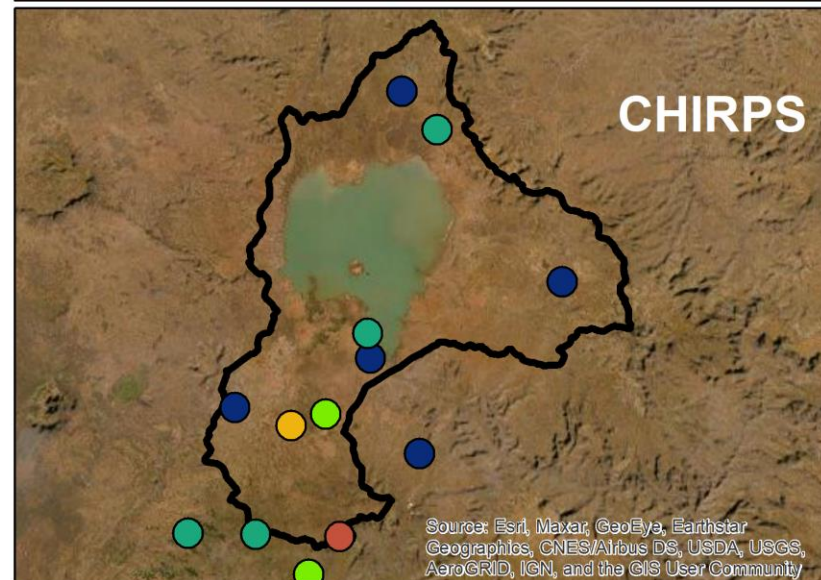 CHIRPS
Source: Esri, Maxar, GeoEye, Earthstar
Geographics, CNES/Airbus DS, USDA, USGS,
AeroGRID, IGN, and the GIS User Community